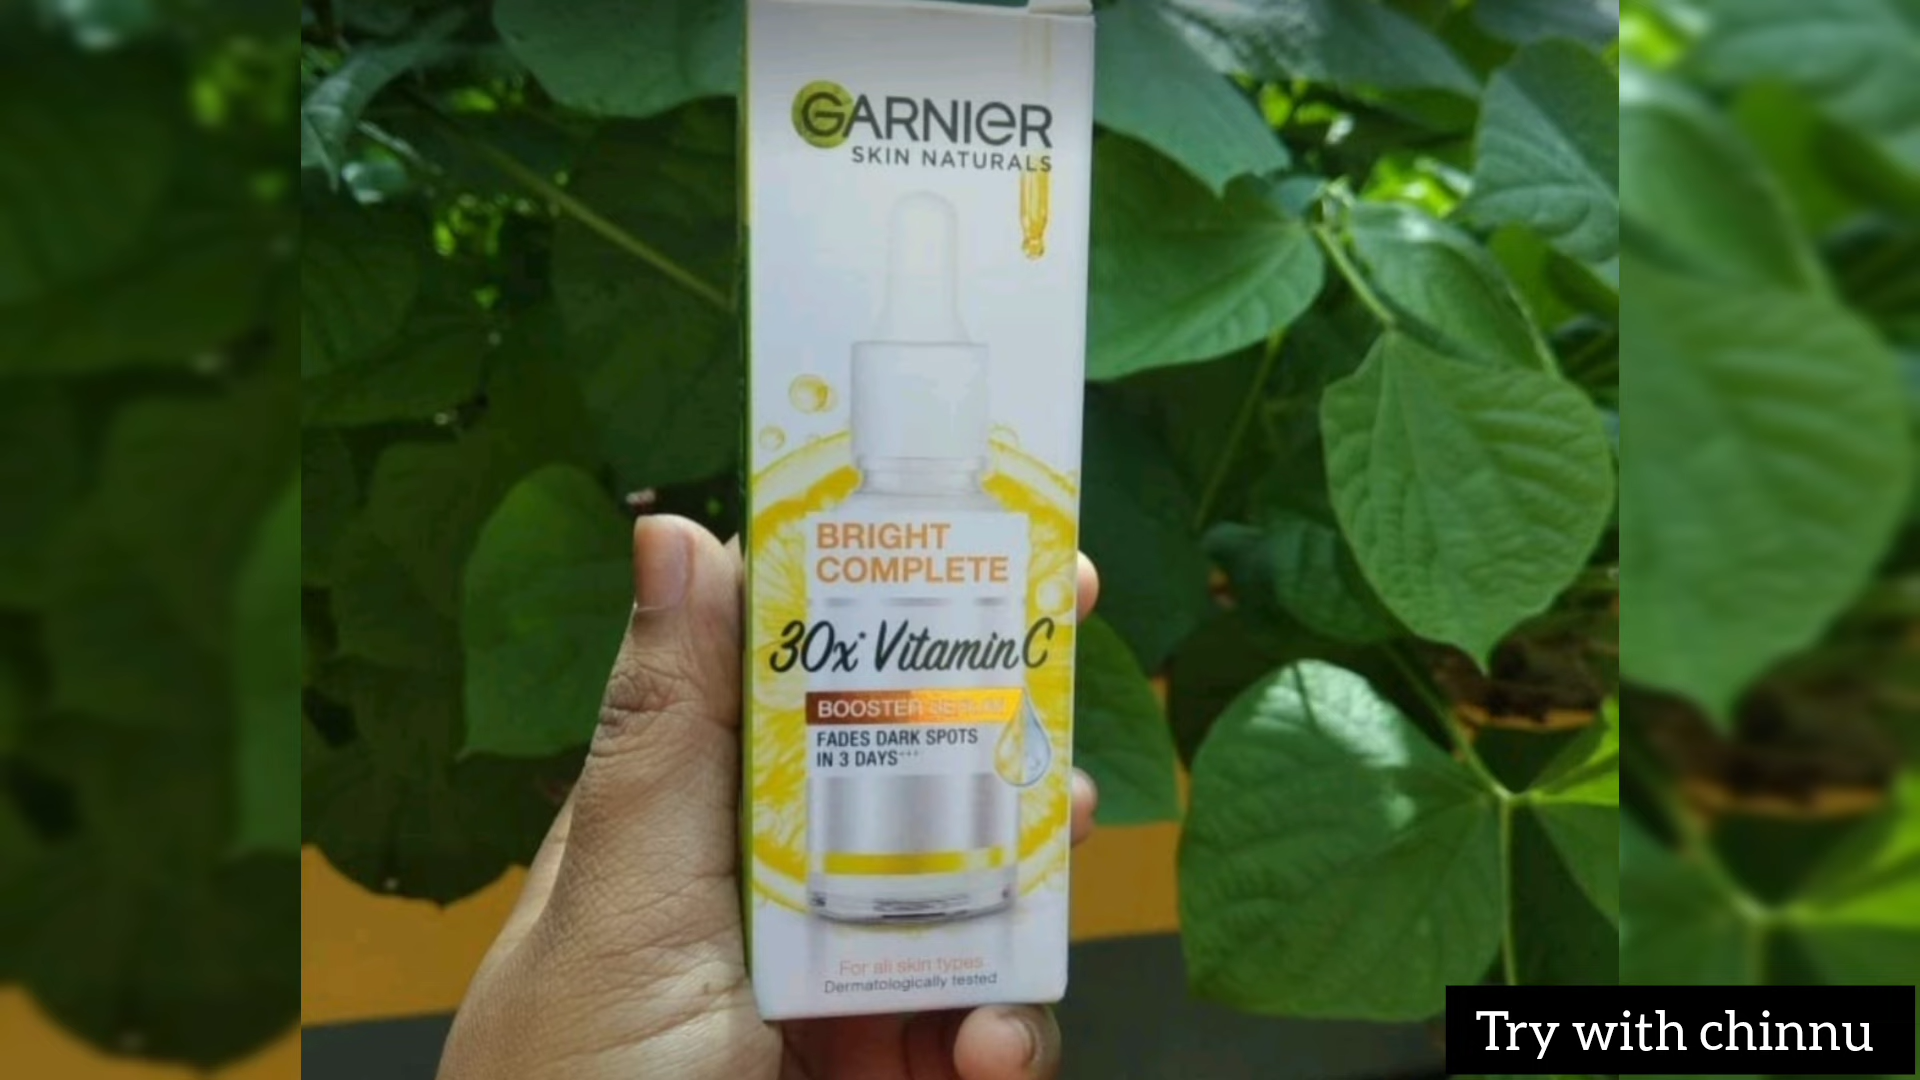 GARNIER
SKIN NATURALS
BRIGHT
COMPLETE
30x* Vitamin C
BOOSTER SERUM
FADES DARK SPOTS
IN 3 DAYS***
For all skin types
Dermatologically tested
Try with chinnu